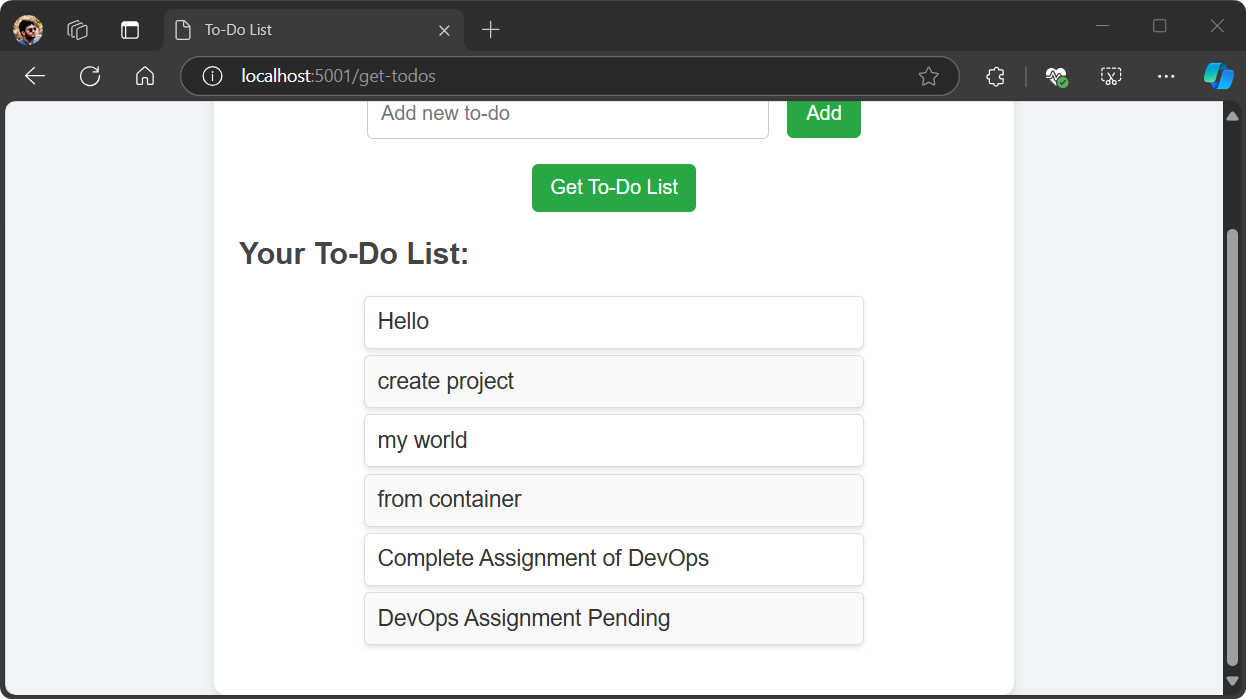 To-Do List
localhost:5001/get-todos
Add new to-do
Add
Get To-Do List
Your To-Do List:
Hello
create project
my world
from container
Complete Assignment of DevOps
DevOps Assignment Pending